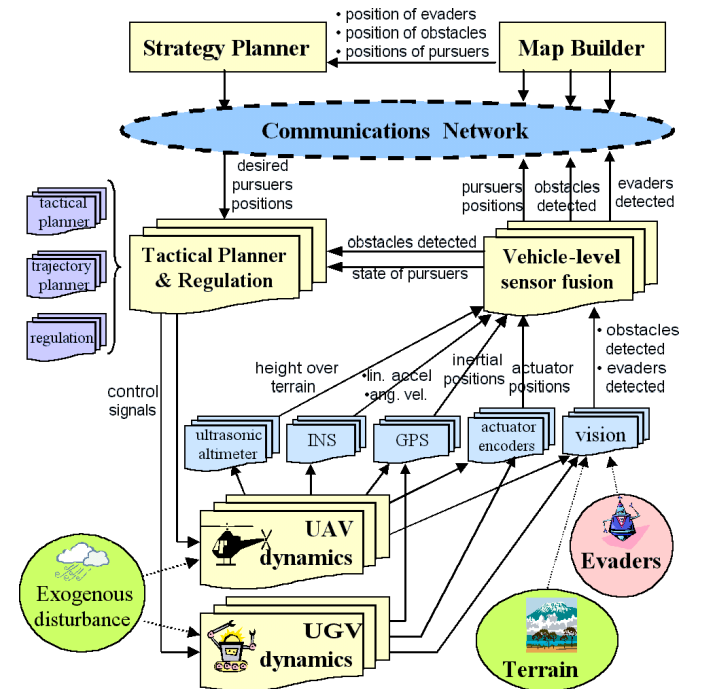 • position of evaders
• position of obstacles
• positions of pursuers
Strategy Planner
Map Builder
Communications Network
desired
pursuers
positions
pursuers
positions
obstacles
detected
evaders
detected
tactical
planner
trajectory
planner
regulation
Tactical Planner
& Regulation
obstacles detected
state of pursuers
Vehicle-level
sensor fusion
control
signals
height over
terrain
•lin. accel
•ang. vel.
inertial
positions
actuator
positions
• obstacles
detected
• evaders
detected
ultrasonic
altimeter
INS
GPS
actuator
encoders
vision
UAV
dynamics
Evaders
Exogenous
disturbance
UGV
dynamics
Terrain